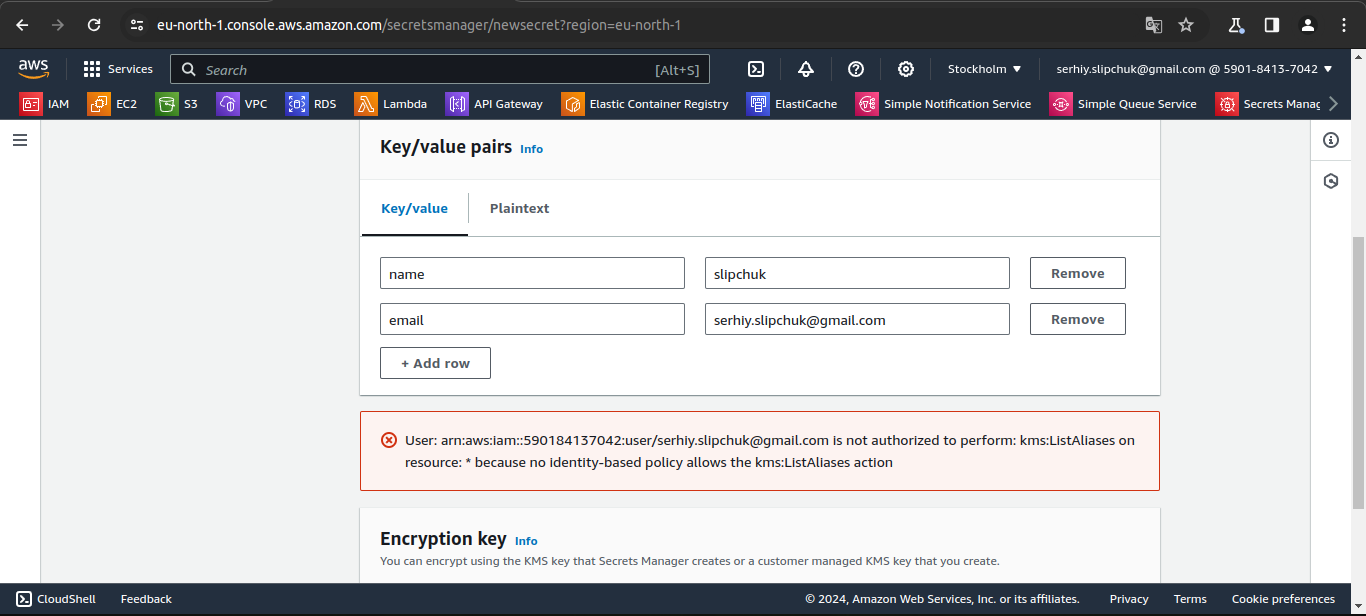 eu-north-1.console.aws.amazon.com/secretsmanager/newsecret?region=eu-north-1
aws
Services
Search
[Alt+S]
Stockholm
serhiy.slipchuk@gmail.com @ 5901-8413-7042
IAM
EC2
S3
VPC
RDS
Lambda
API Gateway
Elastic Container Registry
ElastiCache
Simple Notification Service
Simple Queue Service
Secrets Manag
Key/value pairs Info
Key/value
Plaintext
name
slipchuk
Remove
email
serhiy.slipchuk@gmail.com
Remove
+ Add row
User: arn:aws:iam::590184137042:user/serhiy.slipchuk@gmail.com is not authorized to perform: kms:ListAliases on
resource: * because no identity-based policy allows the kms:ListAliases action
Encryption key Info
You can encrypt using the KMS key that Secrets Manager creates or a customer managed KMS key that you create.
CloudShell
Feedback
© 2024, Amazon Web Services, Inc. or its affiliates.
Privacy
Terms
Cookie preferences